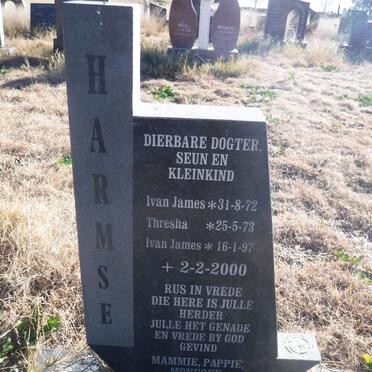 HARMSE
DIERBARE DOGTER,
SEUN EN
KLEINKIND
Ivan James *31-8-72
Thresha *25-5-73
Ivan James * 16-1-97
+ 2-2-2000
RUS IN VREDE
DIE HERE IS JULLE
HERDER
JULLE HET GENADE
EN VREDE BY GOD
GEVIND
MAMMIE, PAPPIE,